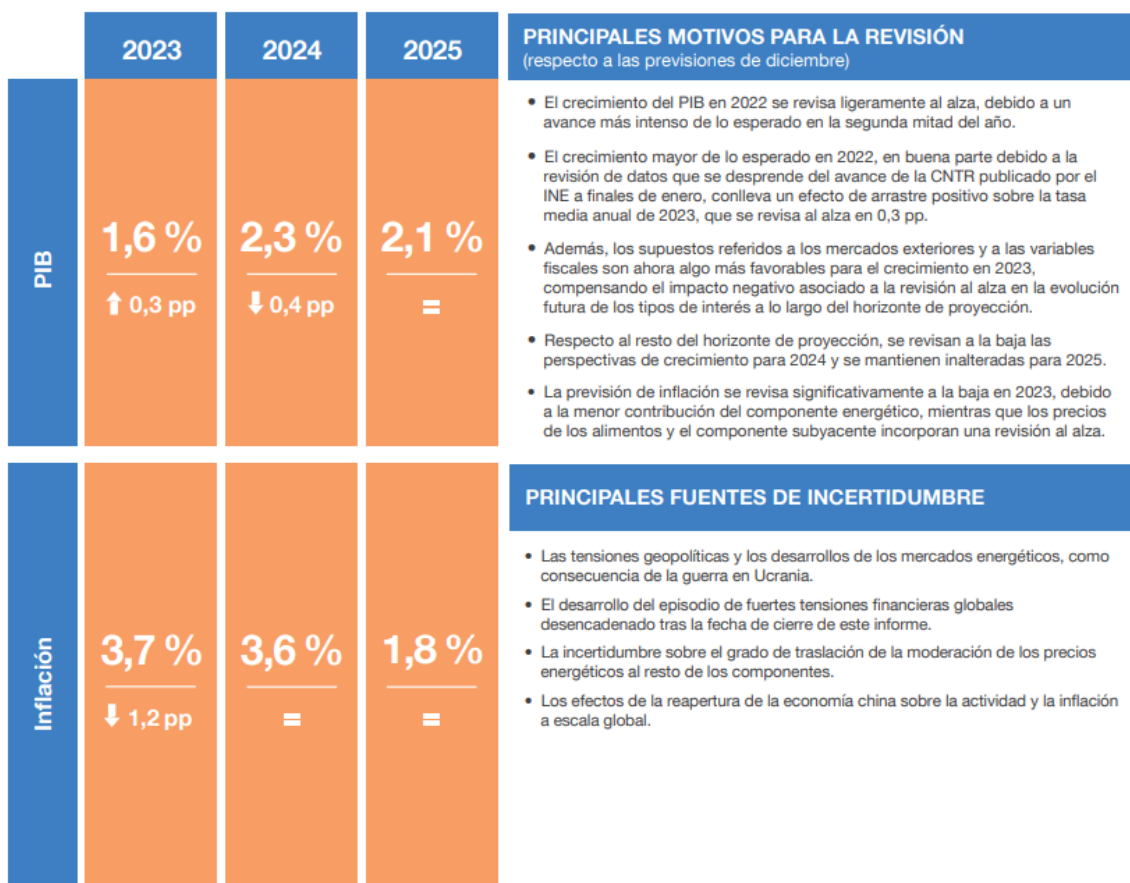 2023
2024
2025
PIB
1,6 %
2,3 %
2,1 %
⬆ 0,3 pp
⬇ 0,4 pp
=
PRINCIPALES MOTIVOS PARA LA REVISIÓN
(respecto a las previsiones de diciembre)
• El crecimiento del PIB en 2022 se revisa ligeramente al alza, debido a un
avance más intenso de lo esperado en la segunda mitad del año.
• El crecimiento mayor de lo esperado en 2022, en buena parte debido a la
revisión de datos que se desprende del avance de la CNTR publicado por el
INE a finales de enero, conlleva un efecto de arrastre positivo sobre la tasa
media anual de 2023, que se revisa al alza en 0,3 pp.
• Además, los supuestos referidos a los mercados exteriores y a las variables
fiscales son ahora algo más favorables para el crecimiento en 2023,
compensando el impacto negativo asociado a la revisión al alza en la evolución
futura de los tipos de interés a lo largo del horizonte de proyección.
• Respecto al resto del horizonte de proyección, se revisan a la baja las
perspectivas de crecimiento para 2024 y se mantienen inalteradas para 2025.
• La previsión de inflación se revisa significativamente a la baja en 2023, debido
a la menor contribución del componente energético, mientras que los precios
de los alimentos y el componente subyacente incorporan una revisión al alza.
Inflación
3,7 %
3,6 %
1,8 %
⬇ 1,2 pp
=
=
PRINCIPALES FUENTES DE INCERTIDUMBRE
• Las tensiones geopolíticas y los desarrollos de los mercados energéticos, como
consecuencia de la guerra en Ucrania.
• El desarrollo del episodio de fuertes tensiones financieras globales
desencadenado tras la fecha de cierre de este informe.
• La incertidumbre sobre el grado de traslación de la moderación de los precios
energéticos al resto de los componentes.
• Los efectos de la reapertura de la economía china sobre la actividad y la inflación
a escala global.